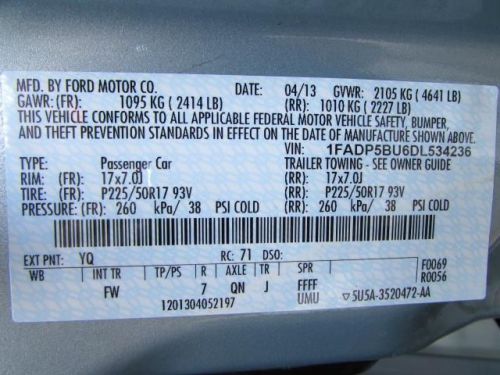 MFD. BY FORD MOTOR CO. DATE: 04/13 GVWR: 2105 KG ( 4641 LB)
GAWR: (FR): 1095 KG ( 2414 LB) (RR): 1010 KG ( 2227 LB)
THIS VEHICLE CONFORMS TO ALL APPLICABLE FEDERAL MOTOR VEHICLE SAFETY, BUMPER,
AND THEFT PREVENTION STANDARDS IN EFFECT ON THE DATE OF MANUFACTURE SHOWN ABOVE.
VIN: 1FADP5BU6DL534236
TYPE: Passenger Car TRAILER TOWING - SEE OWNERS GUIDE
RIM: (FR): 17x7.0J (RR): 17x7.0J
TIRE: (FR): P225/50R17 93V (RR): P225/50R17 93V
PRESSURE: (FR): 260 kPa/ 38 PSI COLD (RR): 260 kPa/ 38 PSI COLD
EXT PNT: YQ RC: 71 DSO: F0069
WB INT TR TP/PS R AXLE TR SPR R0056
FW 7 QN J FFFF
1201304052197 UMU ▽5U5A-3520472-AA